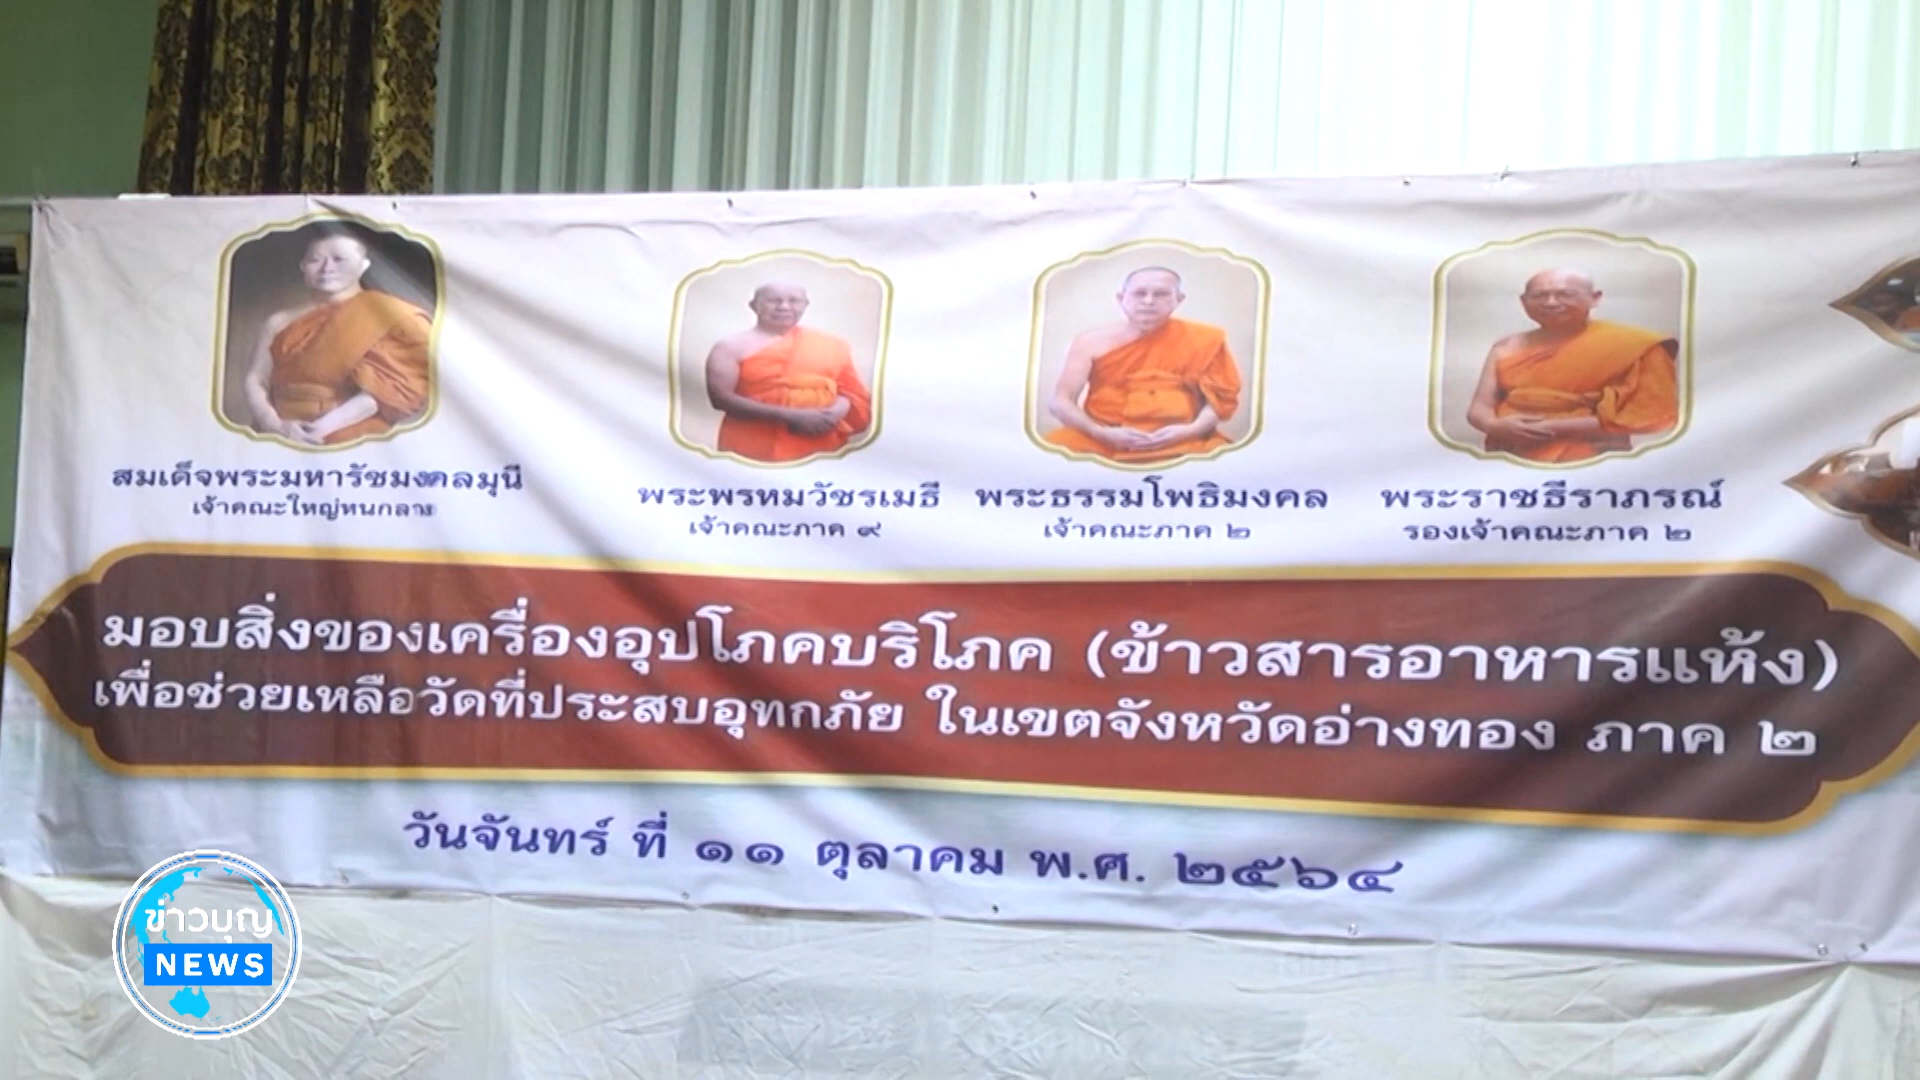 สมเด็จพระมหารัชมงคลมุนี
เจ้าคณะใหญ่หนกลาง
พระพรหมวัชรเมธี
เจ้าคณะภาค ๙
พระธรรมโพธิมงคล
เจ้าคณะภาค ๒
พระราชธีราภรณ์
รองเจ้าคณะภาค ๒
มอบสิ่งของเครื่องอุปโภคบริโภค (ข้าวสารอาหารแห้ง)
เพื่อช่วยเหลือวัดที่ประสบอุทกภัย ในเขตจังหวัดอ่างทอง ภาค ๒
วันจันทร์ ที่ ๑๑ ตุลาคม พ.ศ. ๒๕๖๔
ข่าวบุญ
NEWS